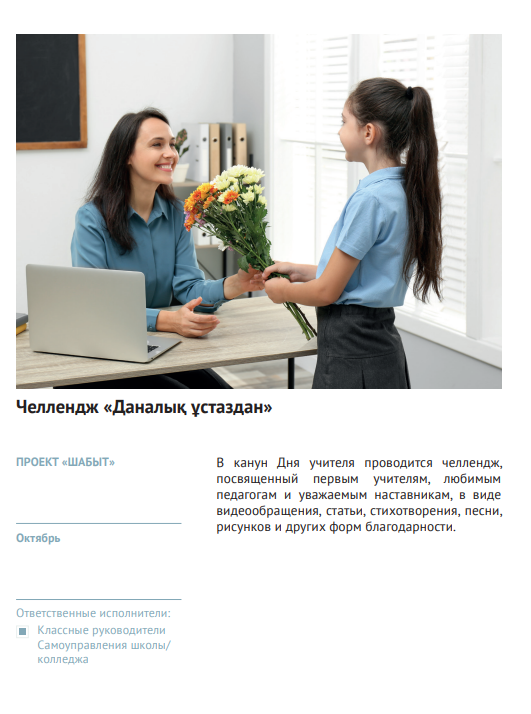 Челлендж «Даналық ұстаздан»
ПРОЕКТ «ШАБЫТ»
Октябрь
Ответственные исполнители:
Классные руководители
Самоуправления школы/
колледжа
В канун Дня учителя проводится челлендж,
посвященный первым учителям, любимым
педагогам и уважаемым наставникам, в виде
видеообращения, статьи, стихотворения, песни,
рисунков и других форм благодарности.